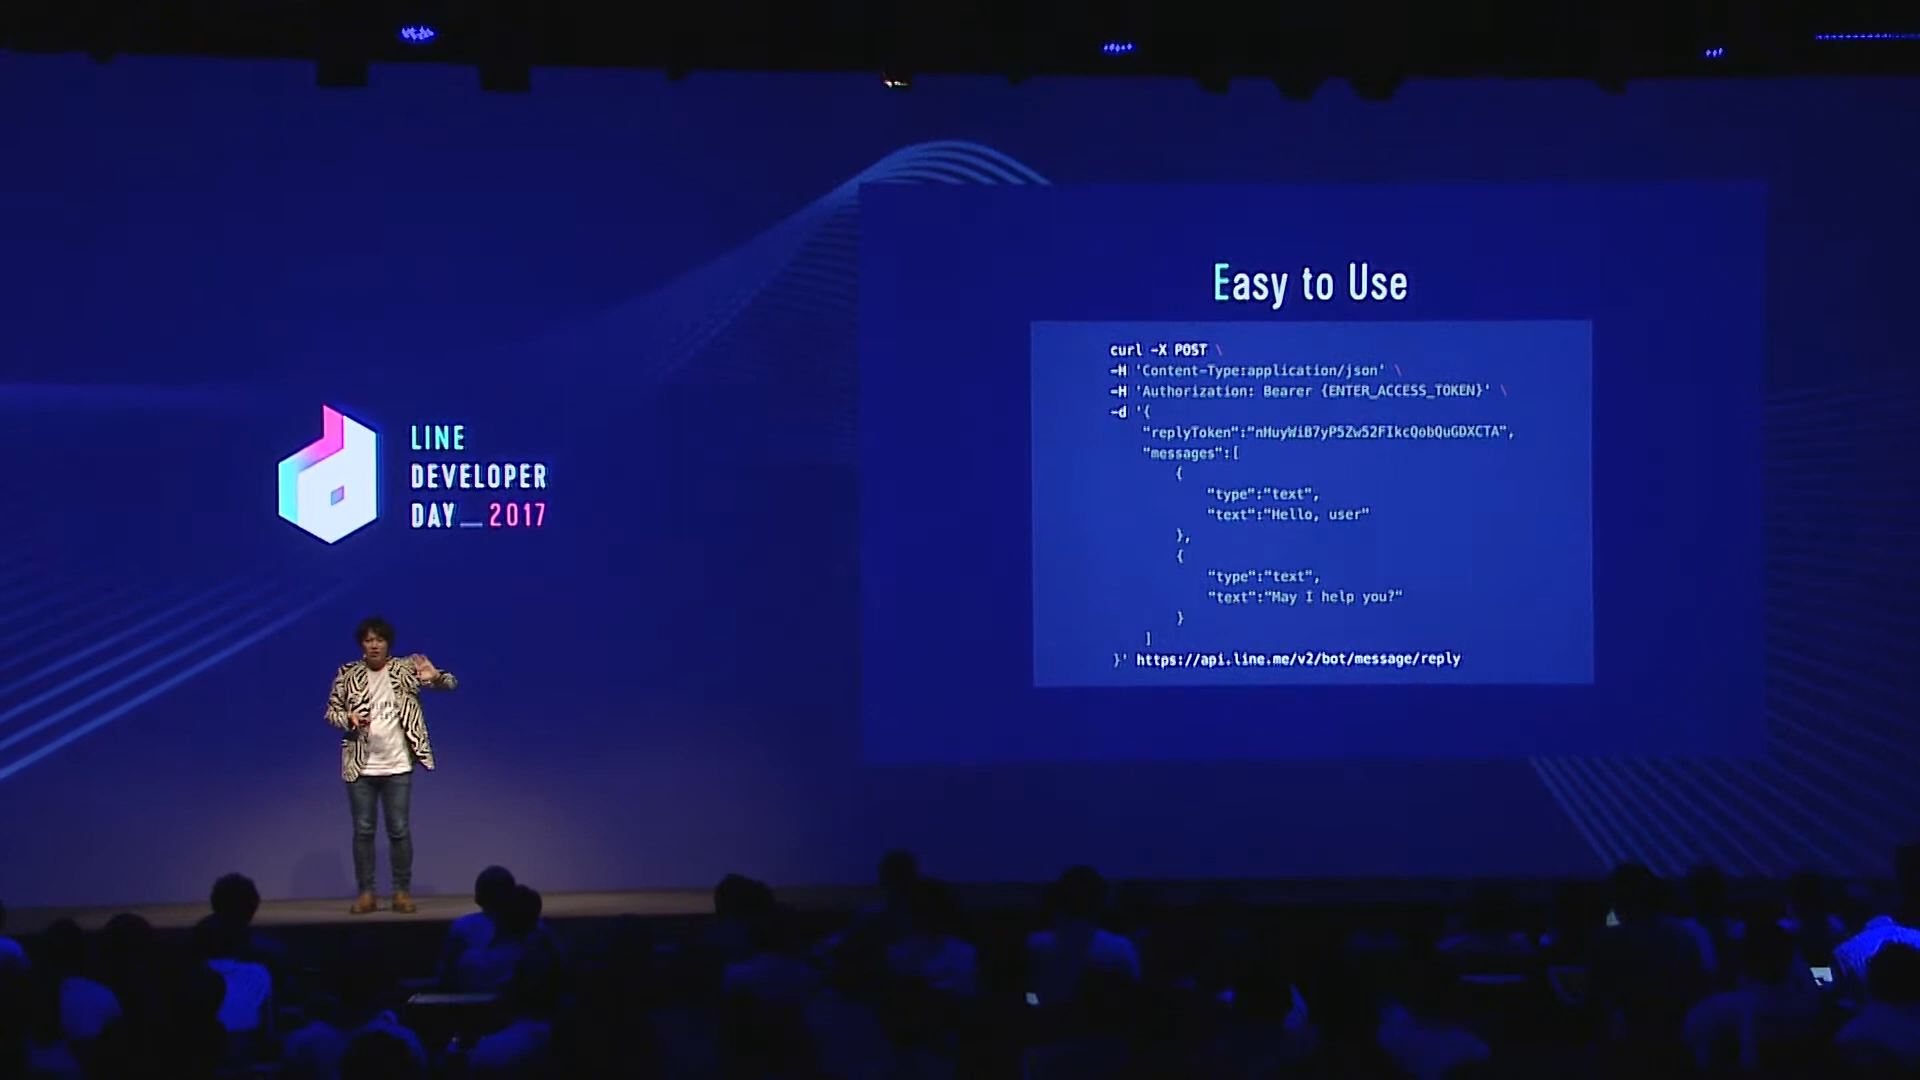 LINE
DEVELOPER
DAY_2017
Easy to Use
curl -X POST \
-H 'Content-Type:application/json' \
-H 'Authorization: Bearer {ENTER_ACCESS_TOKEN}' \
-d '{
"replyToken":"nHuyWiB7yP5Zw52FIkcQobQuGDXCTA",
"messages":[
{
"type":"text",
"text":"Hello, user"
},
{
"type":"text",
"text":"May I help you?"
}
]
}' https://api.line.me/v2/bot/message/reply